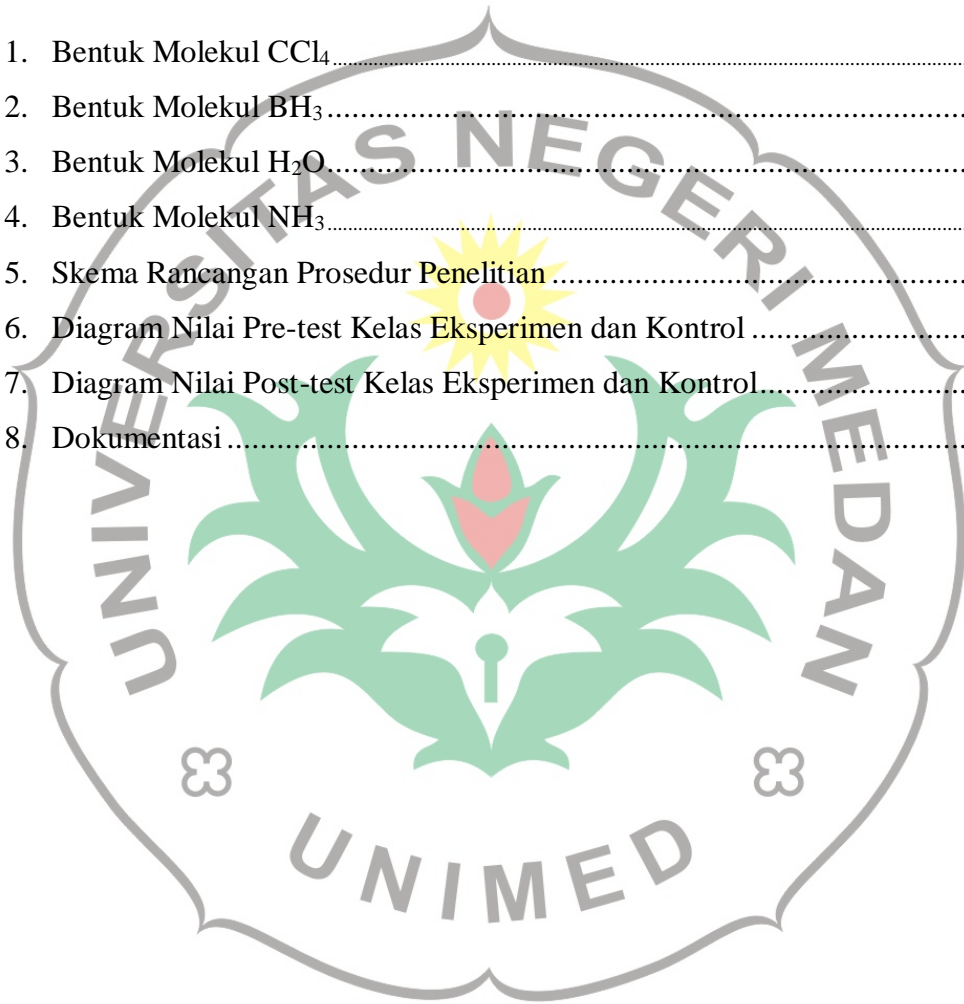 1. Bentuk Molekul CCl₄..........................................................................................
2. Bentuk Molekul BH₃..........................................................................................
3. Bentuk Molekul H₂O..........................................................................................
4. Bentuk Molekul NH₃..........................................................................................
5. Skema Rancangan Prosedur Penelitian ............................................................
6. Diagram Nilai Pre-test Kelas Eksperimen dan Kontrol ................................
7. Diagram Nilai Post-test Kelas Eksperimen dan Kontrol...............................
8. Dokumentasi ......................................................................................................
UNIVERSITAS NEGERI MEDAN
UNIMED